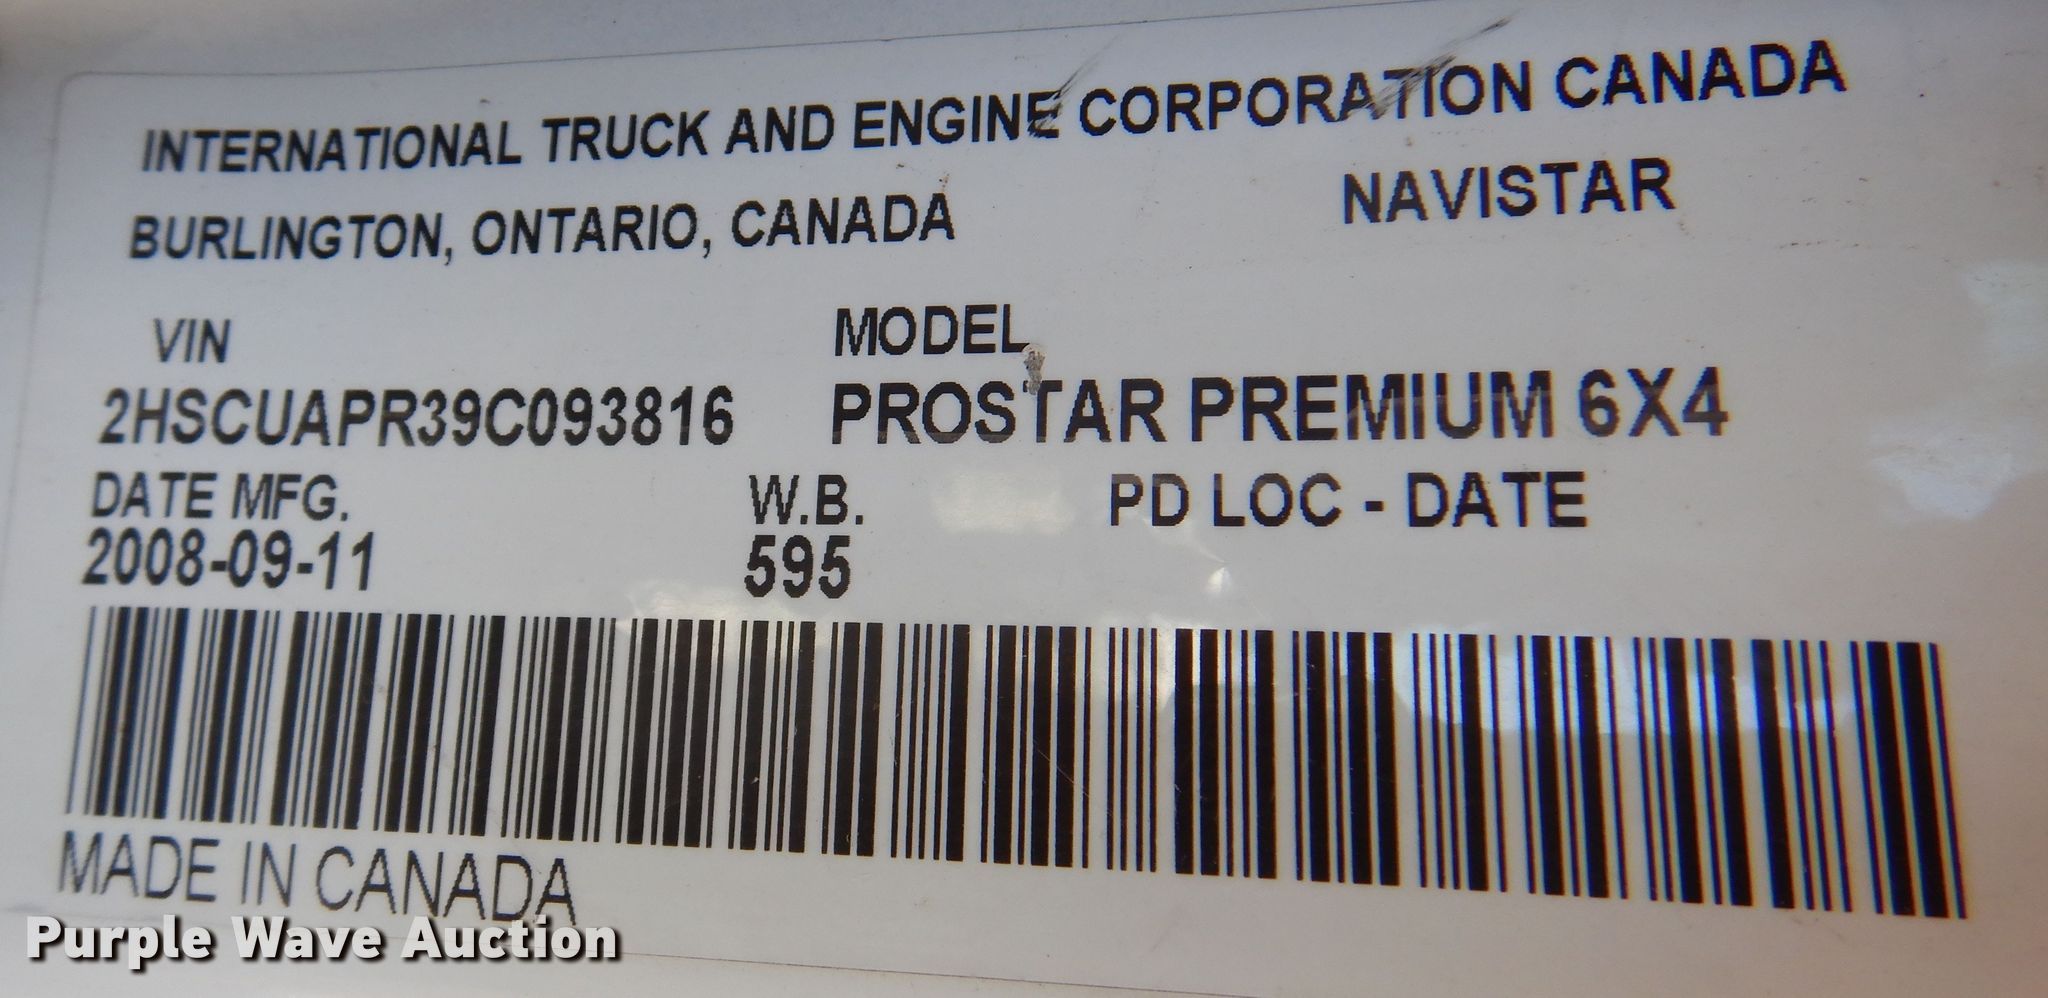 INTERNATIONAL TRUCK AND ENGINE CORPORATION CANADA
BURLINGTON, ONTARIO, CANADA NAVISTAR
VIN MODEL
2HSCUAPR39C093816 PROSTAR PREMIUM 6X4
DATE MFG. W.B. PD LOC - DATE
2008-09-11 595
MADE IN CANADA
Purple Wave Auction